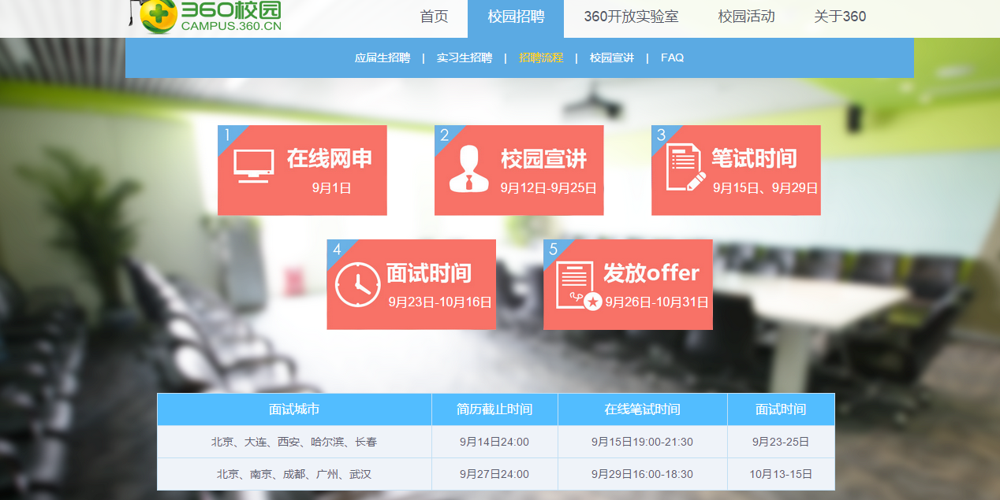 360校园
CAMPUS.360.CN
首页 校园招聘 360开放实验室 校园活动 关于360
应届生招聘 | 实习生招聘 | 招聘流程 | 校园宣讲 | FAQ
1
在线网申
9月1日
2
校园宣讲
9月12日-9月25日
3
笔试时间
9月15日、9月29日
4
面试时间
9月23日-10月16日
5
发放offer
9月26日-10月31日
面试城市 简历截止时间 在线笔试时间 面试时间
北京、大连、西安、哈尔滨、长春 9月14日24:00 9月15日19:00-21:30 9月23-25日
北京、南京、成都、广州、武汉 9月27日24:00 9月29日16:00-18:30 10月13-15日